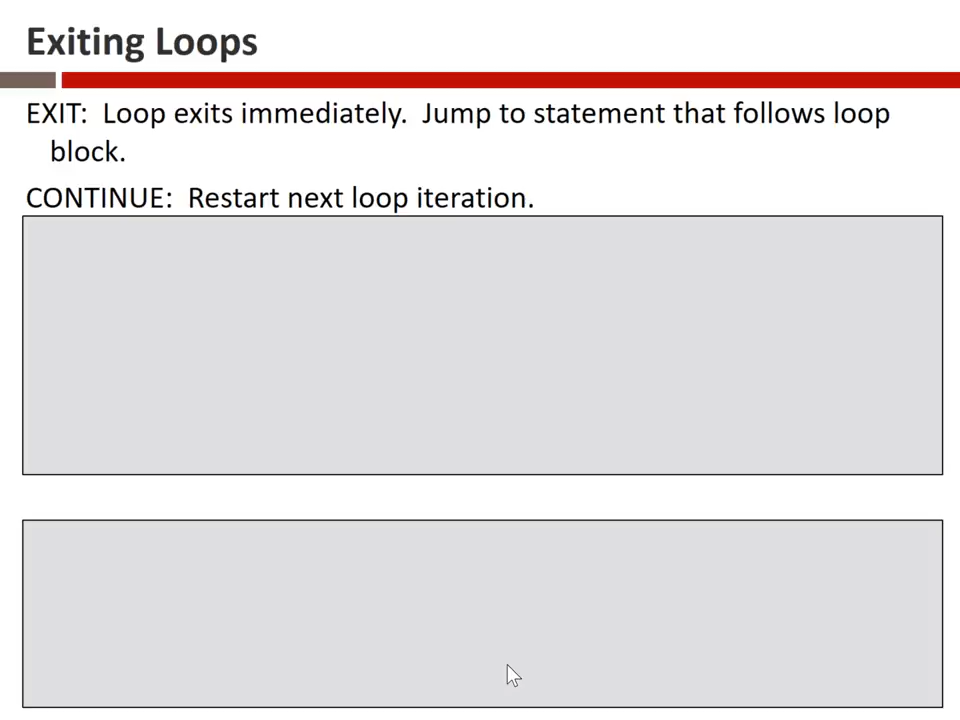 Exiting Loops
EXIT:  Loop exits immediately.  Jump to statement that follows loop
block.
CONTINUE:  Restart next loop iteration.